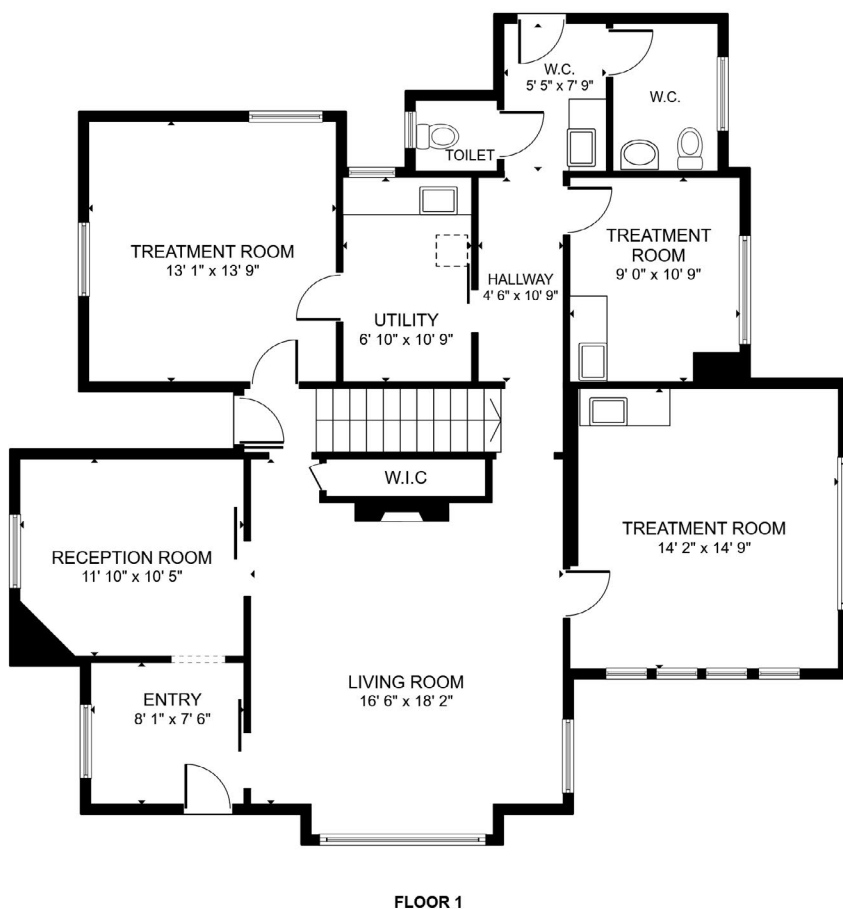 W.C.
5' 5" x 7' 9"
W.C.
TOILET
TREATMENT ROOM
13' 1" x 13' 9"
TREATMENT
ROOM
9' 0" x 10' 9"
HALLWAY
4' 6" x 10' 9"
UTILITY
6' 10" x 10' 9"
W.I.C
TREATMENT ROOM
14' 2" x 14' 9"
RECEPTION ROOM
11' 10" x 10' 5"
LIVING ROOM
16' 6" x 18' 2"
ENTRY
8' 1" x 7' 6"
FLOOR 1